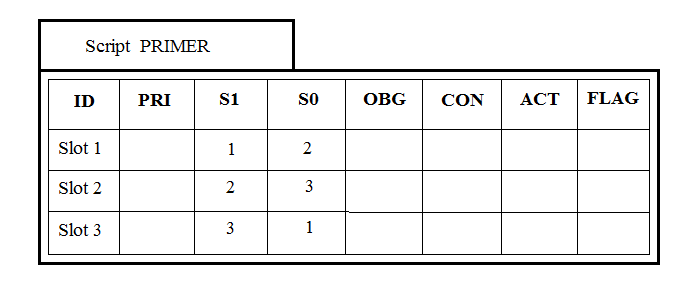 Script PRIMER
ID PRI S1 S0 OBG CON ACT FLAG
Slot 1 1 2
Slot 2 2 3
Slot 3 3 1